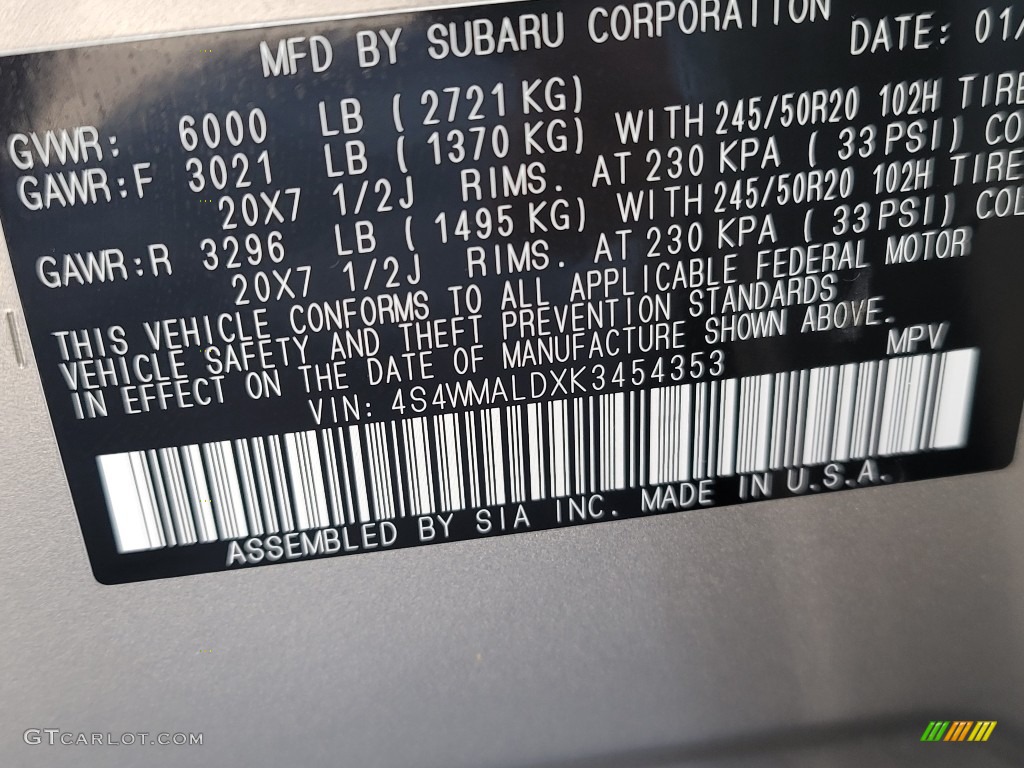 MFD BY SUBARU CORPORATION DATE: 01/
GVWR: 6000 LB ( 2721 KG)
GAWR:F 3021 LB ( 1370 KG) WITH 245/50R20 102H TIRE
20X7 1/2J RIMS. AT 230 KPA ( 33 PSI) CO
GAWR:R 3296 LB ( 1495 KG) WITH 245/50R20 102H TIRE
20X7 1/2J RIMS. AT 230 KPA ( 33 PSI) COL
THIS VEHICLE CONFORMS TO ALL APPLICABLE FEDERAL MOTOR
VEHICLE SAFETY AND THEFT PREVENTION STANDARDS
IN EFFECT ON THE DATE OF MANUFACTURE SHOWN ABOVE.
VIN: 4S4WMALDXK3454353 MPV
ASSEMBLED BY SIA INC. MADE IN U.S.A.
GTCARLOT.COM